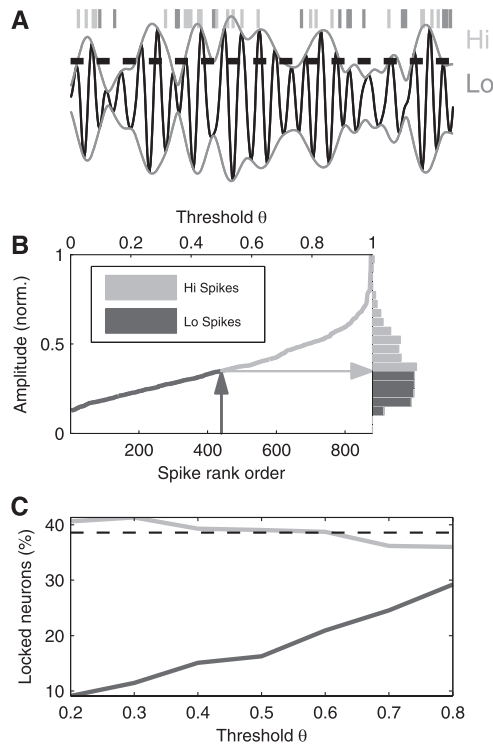 A
Hi
Lo
Threshold θ
B
0 0.2 0.4 0.6 0.8 1
1
0.5
0
Amplitude (norm.)
Hi Spikes
Lo Spikes
200 400 600 800
Spike rank order
C
40
30
20
10
Locked neurons (%)
0.2 0.3 0.4 0.5 0.6 0.7 0.8
Threshold θ